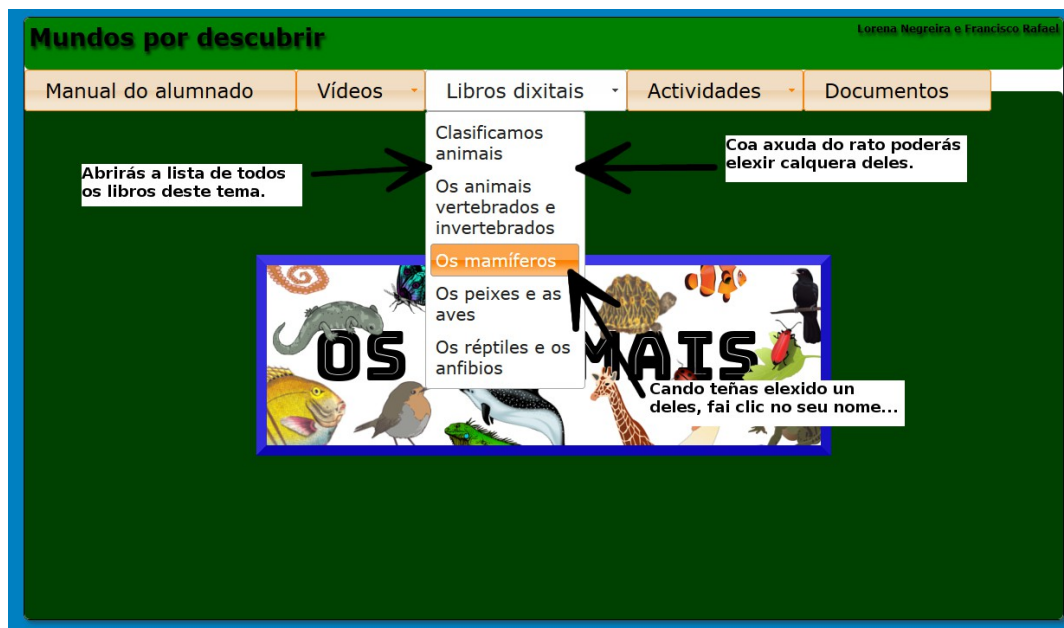 Mundos por descubrir
Lorena Negreira e Francisco Rafael
Manual do alumnado
Vídeos
Libros dixitais
Actividades
Documentos
Clasificamos
animais
Os animais
vertebrados e
invertebrados
Os mamíferos
Os peixes e as
aves
Os réptiles e os
anfibios
Abrirás a lista de todos
os libros deste tema.
Coa axuda do rato poderás
elexir calquera deles.
OS MAIS
Cando teñas elexido un
deles, fai clic no seu nome...